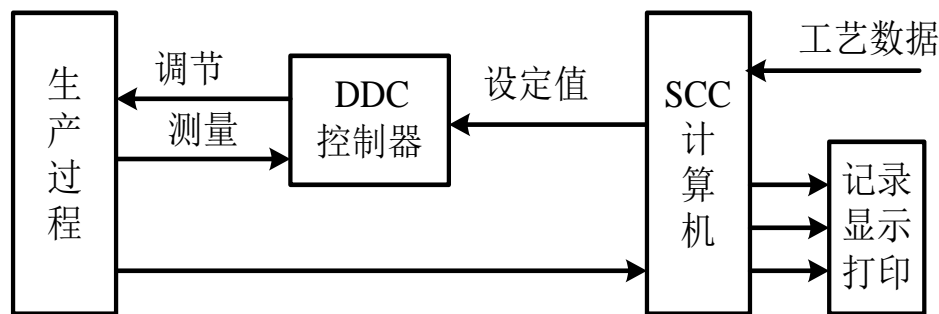 生产过程
调节
测量
DDC
控制器
设定值
SCC
计算机
工艺数据
记录
显示
打印